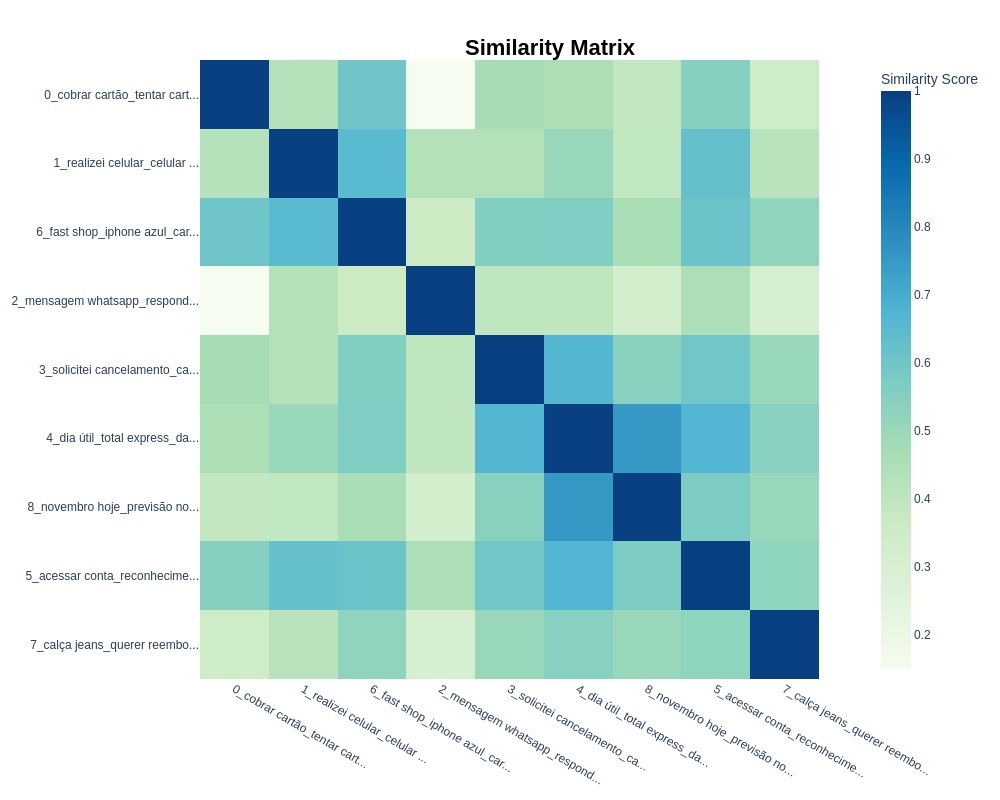 Similarity Matrix
Similarity Score
0_cobrar cartão_tentar cart...
1_realizei celular_celular ...
6_fast shop_iphone azul_car...
2_mensagem whatsapp_respond...
3_solicitei cancelamento_ca...
4_dia útil_total express_da...
8_novembro hoje_previsão no...
5_acessar conta_reconhecime...
7_calça jeans_querer reembo...
1
0.9
0.8
0.7
0.6
0.5
0.4
0.3
0.2
0_cobrar cartão_tentar cart...
1_realizei celular_celular ...
6_fast shop_iphone azul_car...
2_mensagem whatsapp_respond...
3_solicitei cancelamento_ca...
4_dia útil_total express_da...
8_novembro hoje_previsão no...
5_acessar conta_reconhecime...
7_calça jeans_querer reembo...